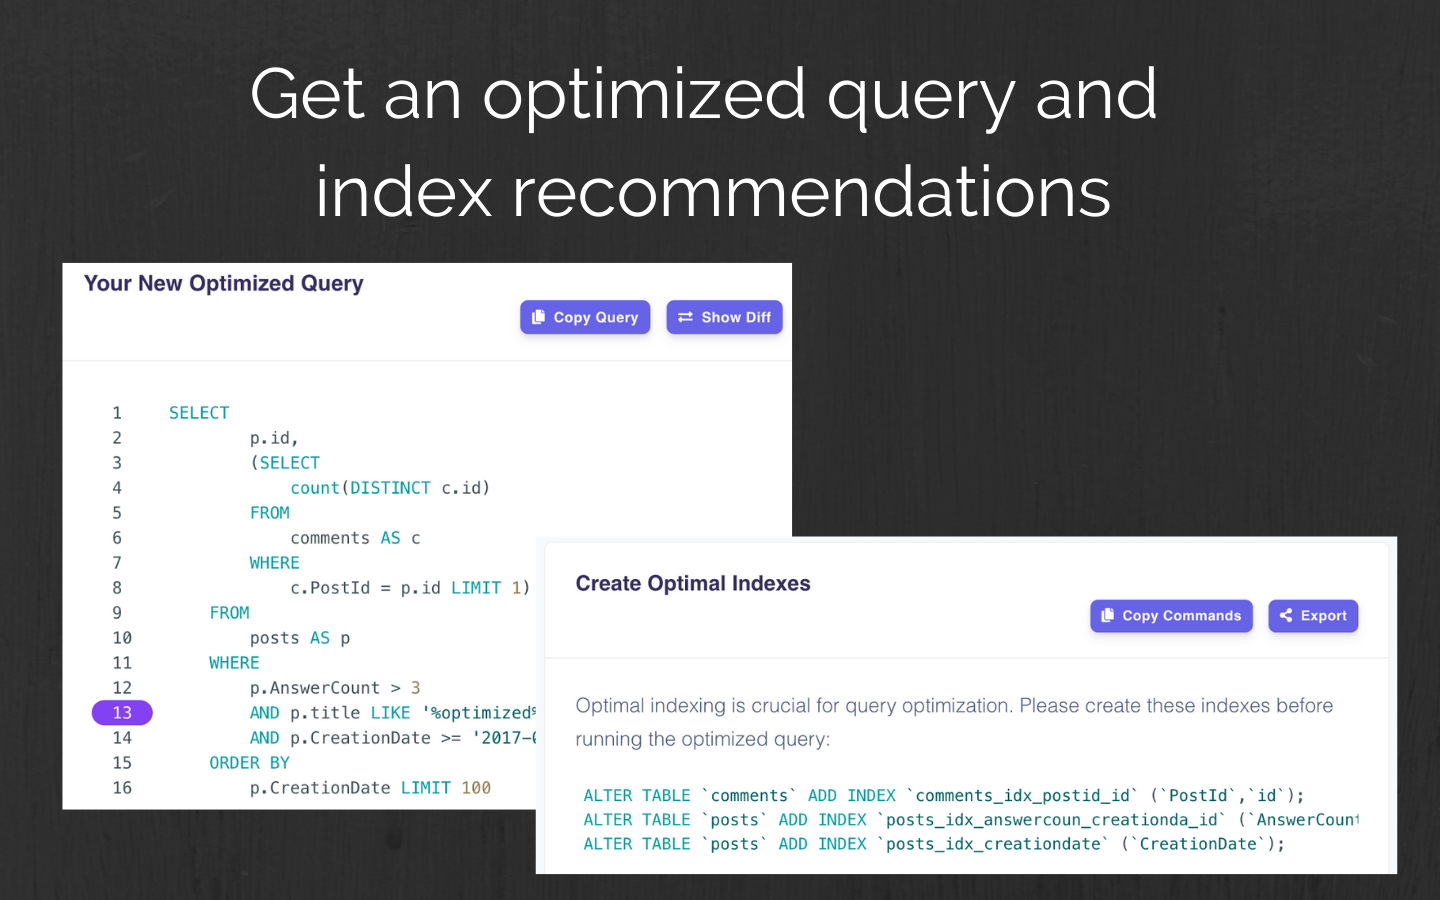 Get an optimized query and
index recommendations
Your New Optimized Query
Copy Query
Show Diff
1 SELECT
2 p.id,
3 (SELECT
4 count(DISTINCT c.id)
5 FROM
6 comments AS c
7 WHERE
8 c.PostId = p.id LIMIT 1)
9 FROM
10 posts AS p
11 WHERE
12 p.AnswerCount > 3
13 AND p.title LIKE '%optimized%
14 AND p.CreationDate >= '2017-
15 ORDER BY
16 p.CreationDate LIMIT 100
Create Optimal Indexes
Copy Commands
Export
Optimal indexing is crucial for query optimization. Please create these indexes before
running the optimized query:
ALTER TABLE `comments` ADD INDEX `comments_idx_postid_id` (`PostId`,`id`);
ALTER TABLE `posts` ADD INDEX `posts_idx_answercoun_creationda_id` (`AnswerCount
ALTER TABLE `posts` ADD INDEX `posts_idx_creationdate` (`CreationDate`);